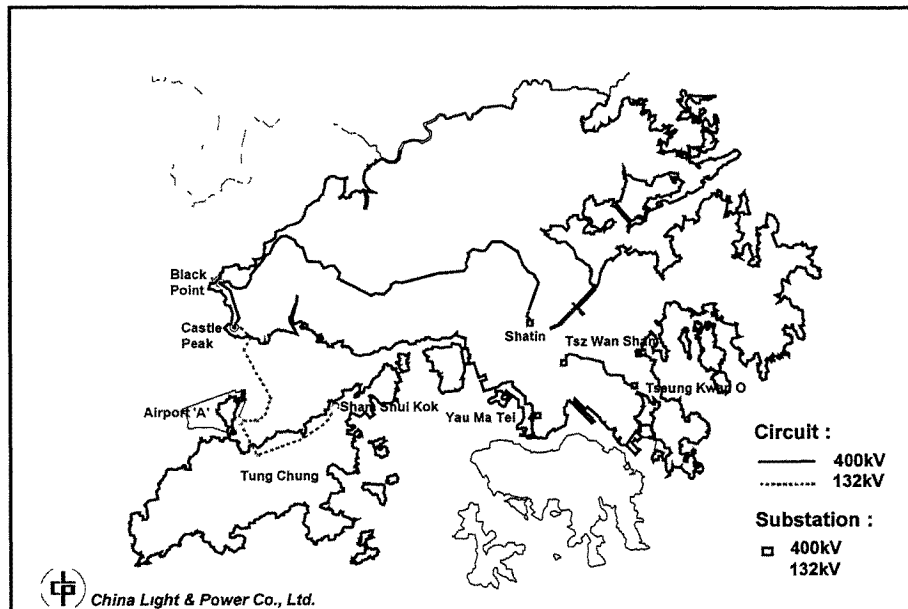 Black
Point
Castle
Peak
Shatin
Tsz Wan Shan
Airport 'A'
Sham Shui Kok
Yau Ma Tei
Tseung Kwan O
Tung Chung
Circuit :
400kV
132kV
Substation :
400kV
132kV
China Light & Power Co., Ltd.